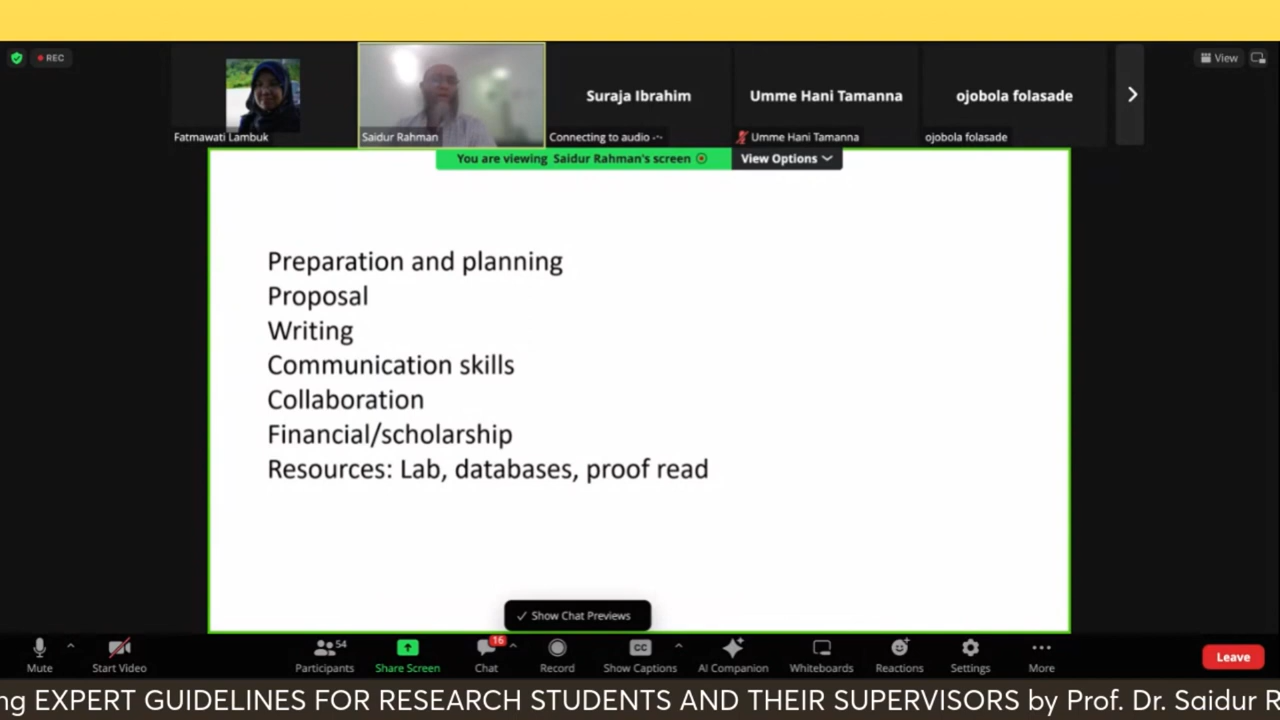 REC
View
Suraja Ibrahim
Umme Hani Tamanna
ojobola folasade
Fatmawati Lambuk
Saidur Rahman
Connecting to audio
Umme Hani Tamanna
ojobola folasade
You are viewing Saidur Rahman's screen
View Options
Preparation and planning
Proposal
Writing
Communication skills
Collaboration
Financial/scholarship
Resources: Lab, databases, proof read
✓ Show Chat Previews
54
16
CC
Mute
Start Video
Participants
Share Screen
Chat
Record
Show Captions
AI Companion
Whiteboards
Reactions
Settings
More
Leave
ng EXPERT GUIDELINES FOR RESEARCH STUDENTS AND THEIR SUPERVISORS by Prof. Dr. Saidur R